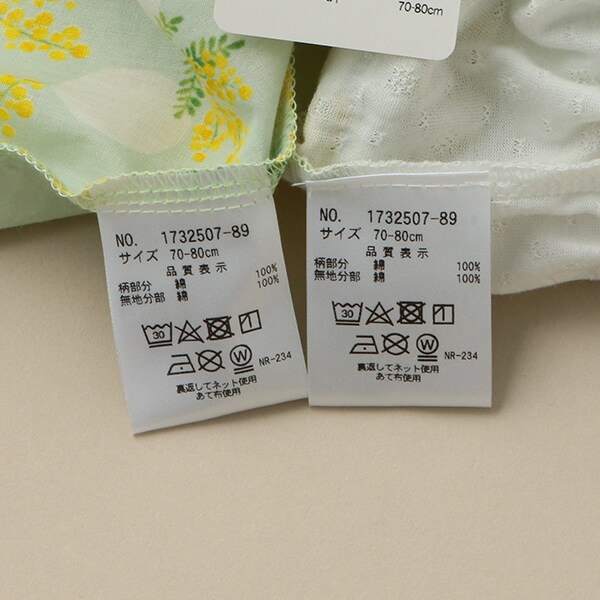 70-80cm
NO. 1732507-89
サイズ 70-80cm
品質表示
柄部分 綿 100%
無地分部 綿 100%
30
W NR-234
裏返してネット使用
あて布使用
NO. 1732507-89
サイズ 70-80cm
品質表示
柄部分 綿 100%
無地分部 綿 100%
30
W NR-234
裏返してネット使用
あて布使用